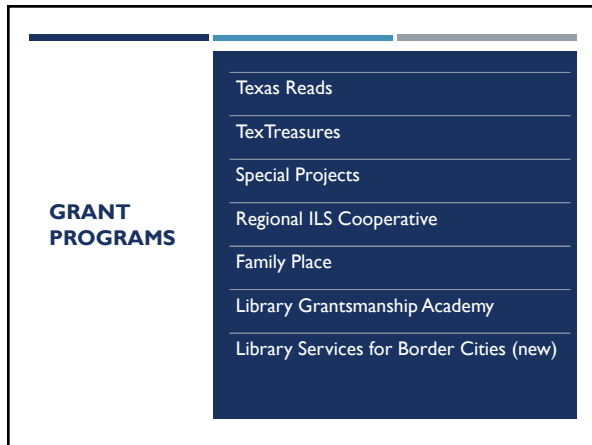 GRANT
PROGRAMS
Texas Reads
TexTreasures
Special Projects
Regional ILS Cooperative
Family Place
Library Grantsmanship Academy
Library Services for Border Cities (new)